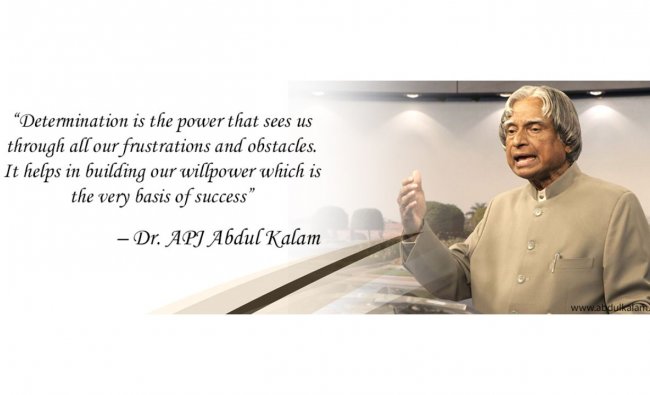 “Determination is the power that sees us
through all our frustrations and obstacles.
It helps in building our willpower which is
the very basis of success”
– Dr. APJ Abdul Kalam
www.abdulkalam.